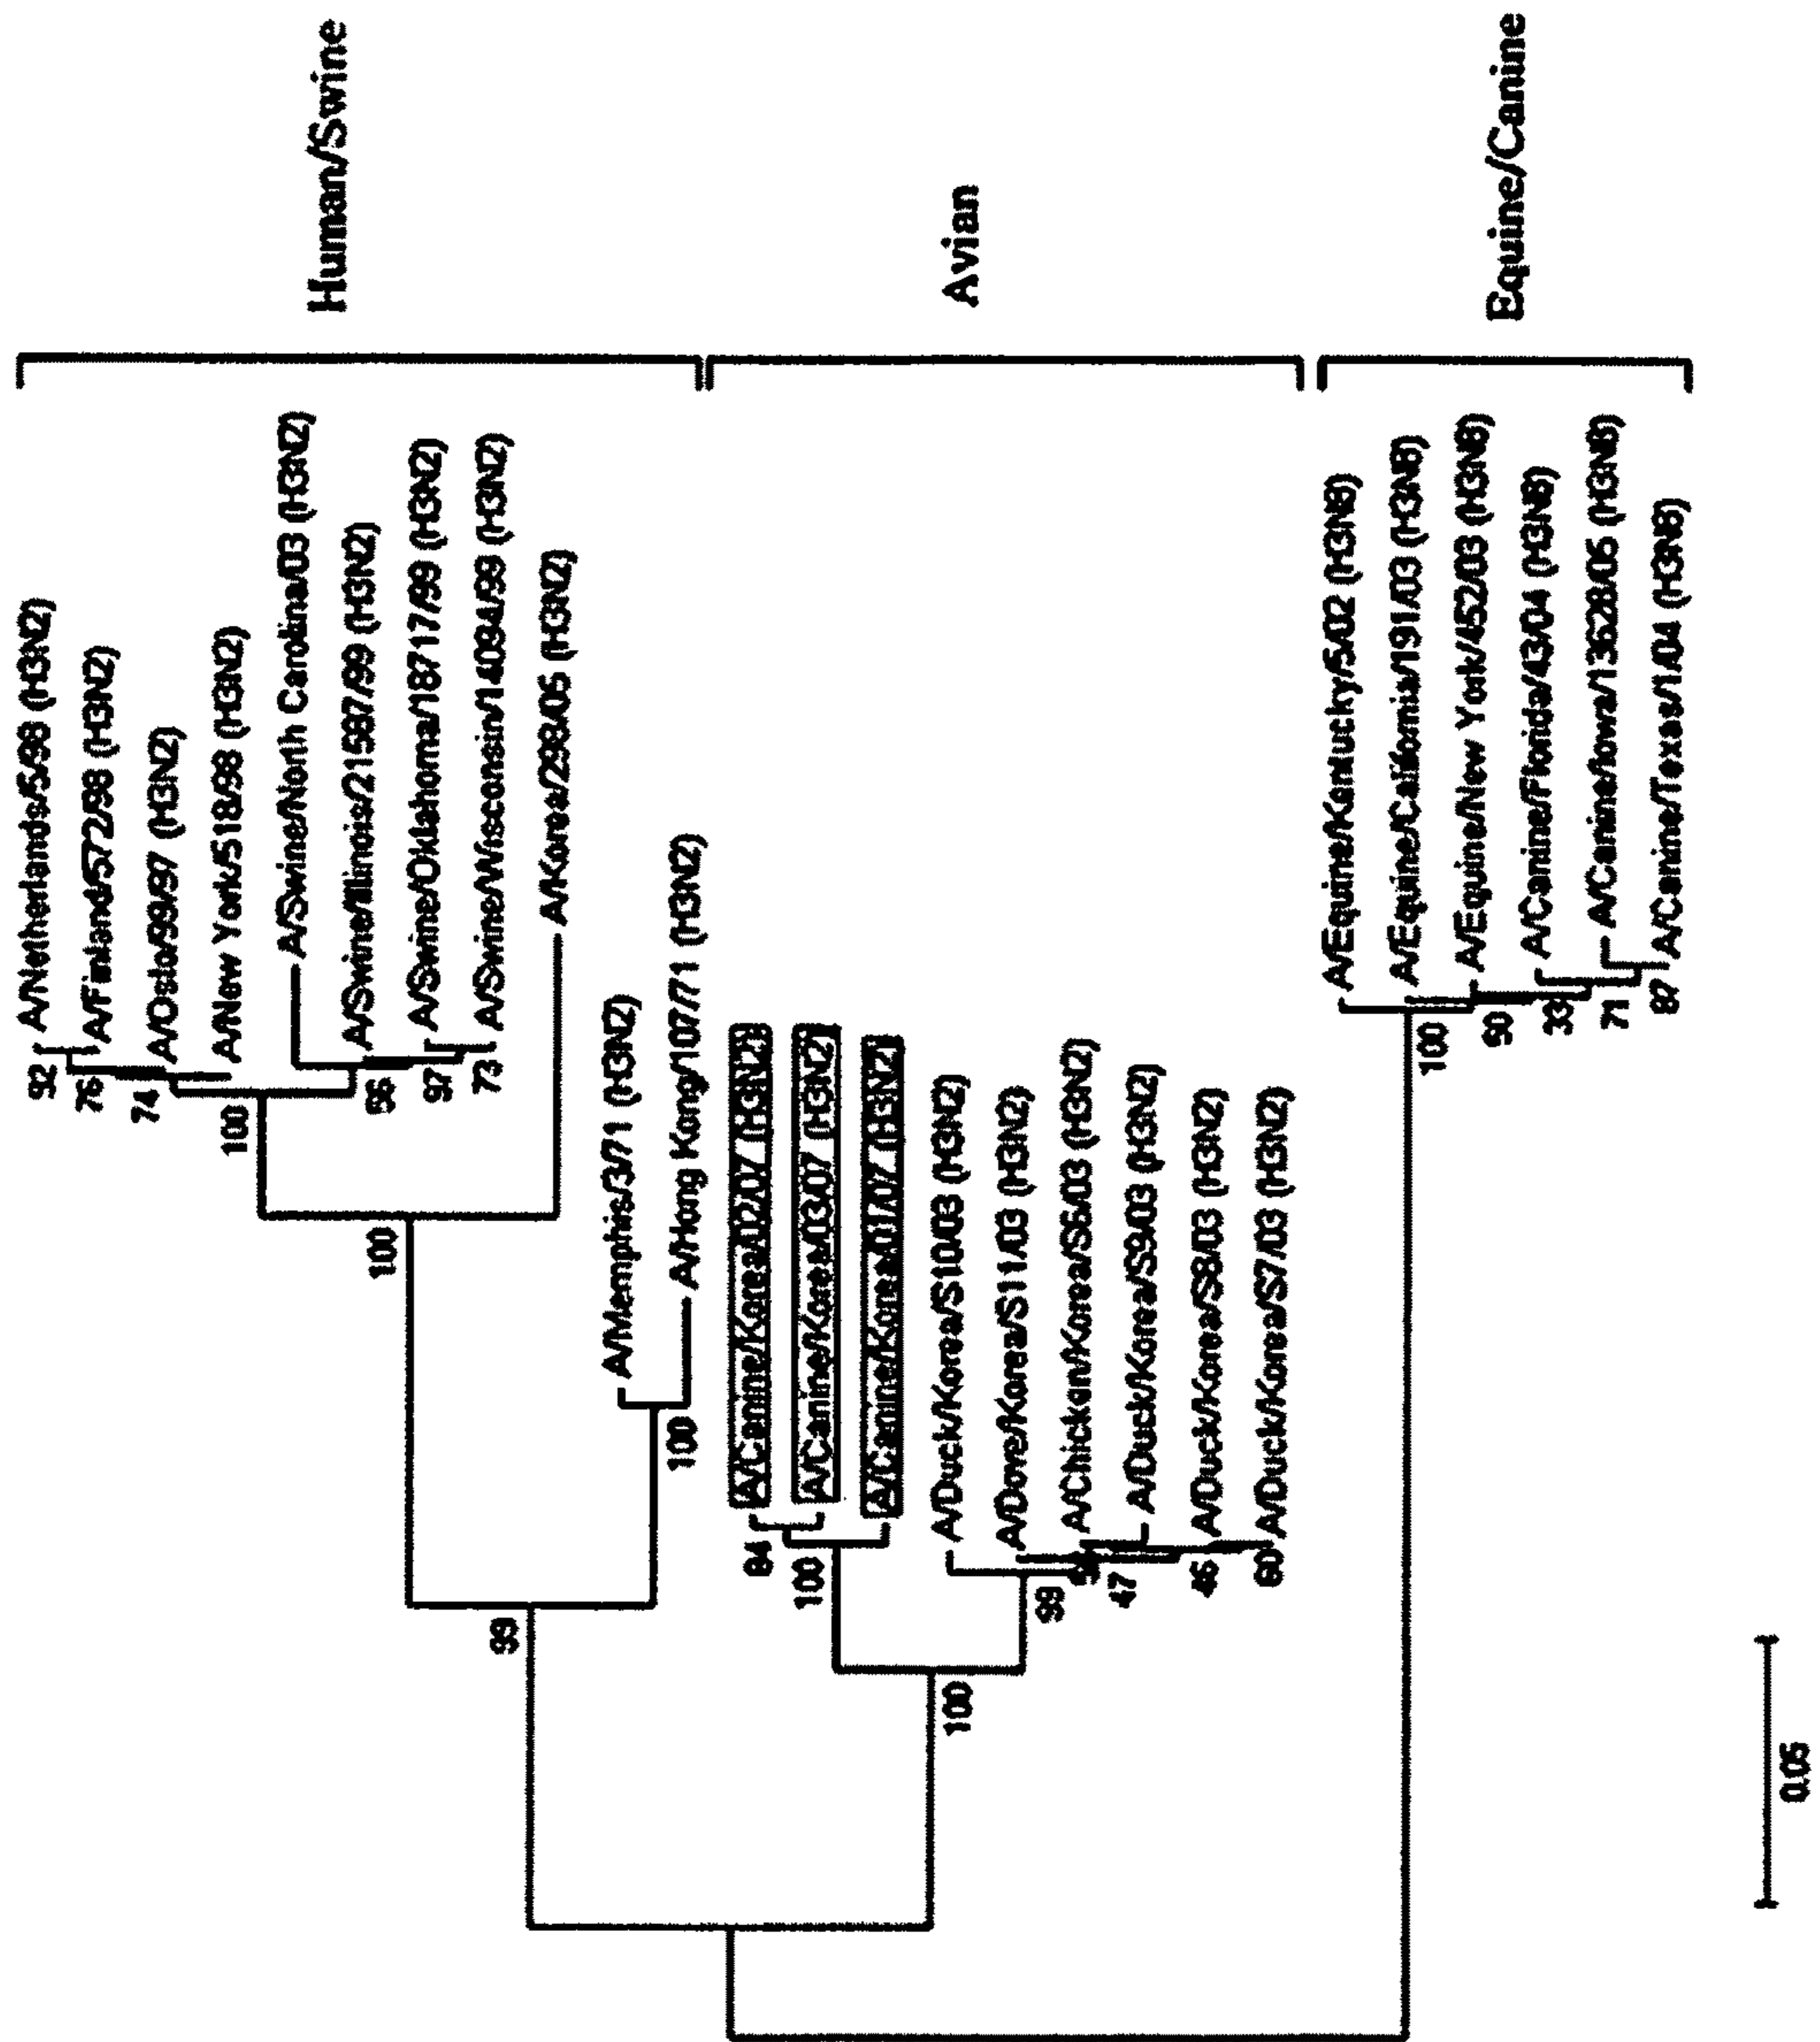 A/Netherlands/5/98 (H3N2)
A/Finland/572/98 (H3N2)
A/Oslo/99/97 (H3N2)
A/New York/518/98 (H3N2)
A/Swine/North Carolina/03 (H3N2)
A/Swine/Illinois/21587/99 (H3N2)
A/Swine/Oklahoma/18717/99 (H3N2)
A/Swine/Wisconsin/14094/99 (H3N2)
A/Korea/298/05 (H3N2)
A/Memphis/3/71 (H3N2)
A/Hong Kong/107/71 (H3N2)
A/Canine/Korea/02/07 (H3N2)
A/Canine/Korea/03/07 (H3N2)
A/Canine/Korea/01/07 (H3N2)
A/Duck/Korea/S10/03 (H3N2)
A/Dove/Korea/S11/03 (H3N2)
A/Chicken/Korea/S6/03 (H3N2)
A/Duck/Korea/S9/03 (H3N2)
A/Duck/Korea/S8/03 (H3N2)
A/Duck/Korea/S7/03 (H3N2)
A/Equine/Kentucky/5/02 (H3N8)
A/Equine/California/191/03 (H3N8)
A/Equine/New York/452/03 (H3N8)
A/Canine/Florida/43/04 (H3N8)
A/Canine/Iowa/13628/05 (H3N8)
A/Canine/Texas/1/04 (H3N8)
Human/Swine
Avian
Equine/Canine
92
76
74
100
97
73
100
99
100
84
100
100
99
47
46
60
100
90
33
71
87
0.05